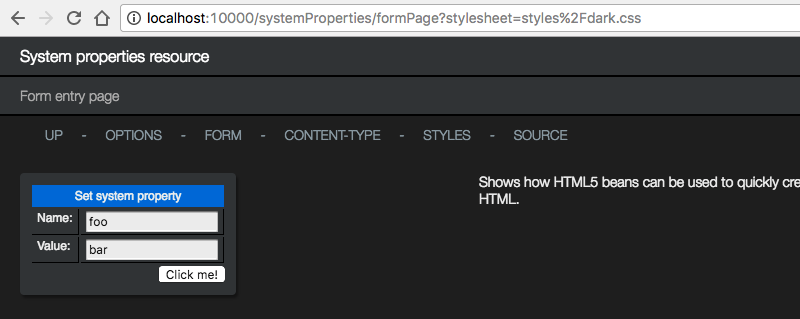 localhost:10000/systemProperties/formPage?stylesheet=styles%2Fdark.css
System properties resource
Form entry page
UP - OPTIONS - FORM - CONTENT-TYPE - STYLES - SOURCE
Set system property
Name: foo
Value: bar
Click me!
Shows how HTML5 beans can be used to quickly cre
HTML.